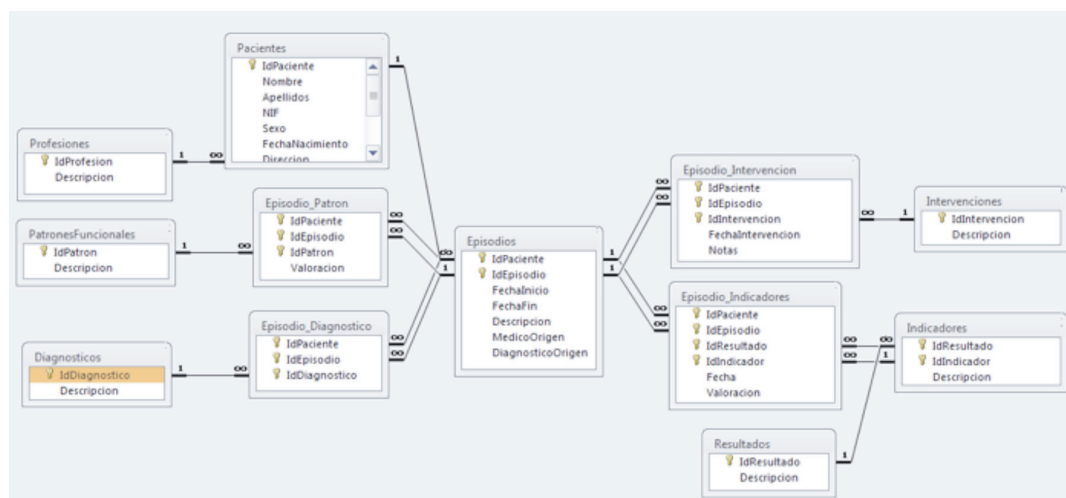 Pacientes
IdPaciente
Nombre
Apellidos
NIF
Sexo
FechaNacimiento
Direccion
1
∞
Profesiones
IdProfesion
Descripcion
1
∞
Episodio_Patron
IdPaciente
IdEpisodio
IdPatron
Valoracion
∞
∞
PatronesFuncionales
IdPatron
Descripcion
1
∞
Episodio_Diagnostico
IdPaciente
IdEpisodio
IdDiagnostico
∞
∞
Diagnosticos
IdDiagnostico
Descripcion
1
∞
Episodios
IdPaciente
IdEpisodio
FechaInicio
FechaFin
Descripcion
MedicoOrigen
DiagnosticoOrigen
1
1
1
Episodio_Intervencion
IdPaciente
IdEpisodio
IdIntervencion
FechaIntervencion
Notas
∞
∞
∞
1
Intervenciones
IdIntervencion
Descripcion
Episodio_Indicadores
IdPaciente
IdEpisodio
IdResultado
IdIndicador
Fecha
Valoracion
∞
∞
∞
∞
1
Indicadores
IdResultado
IdIndicador
Descripcion
Resultados
IdResultado
Descripcion
1